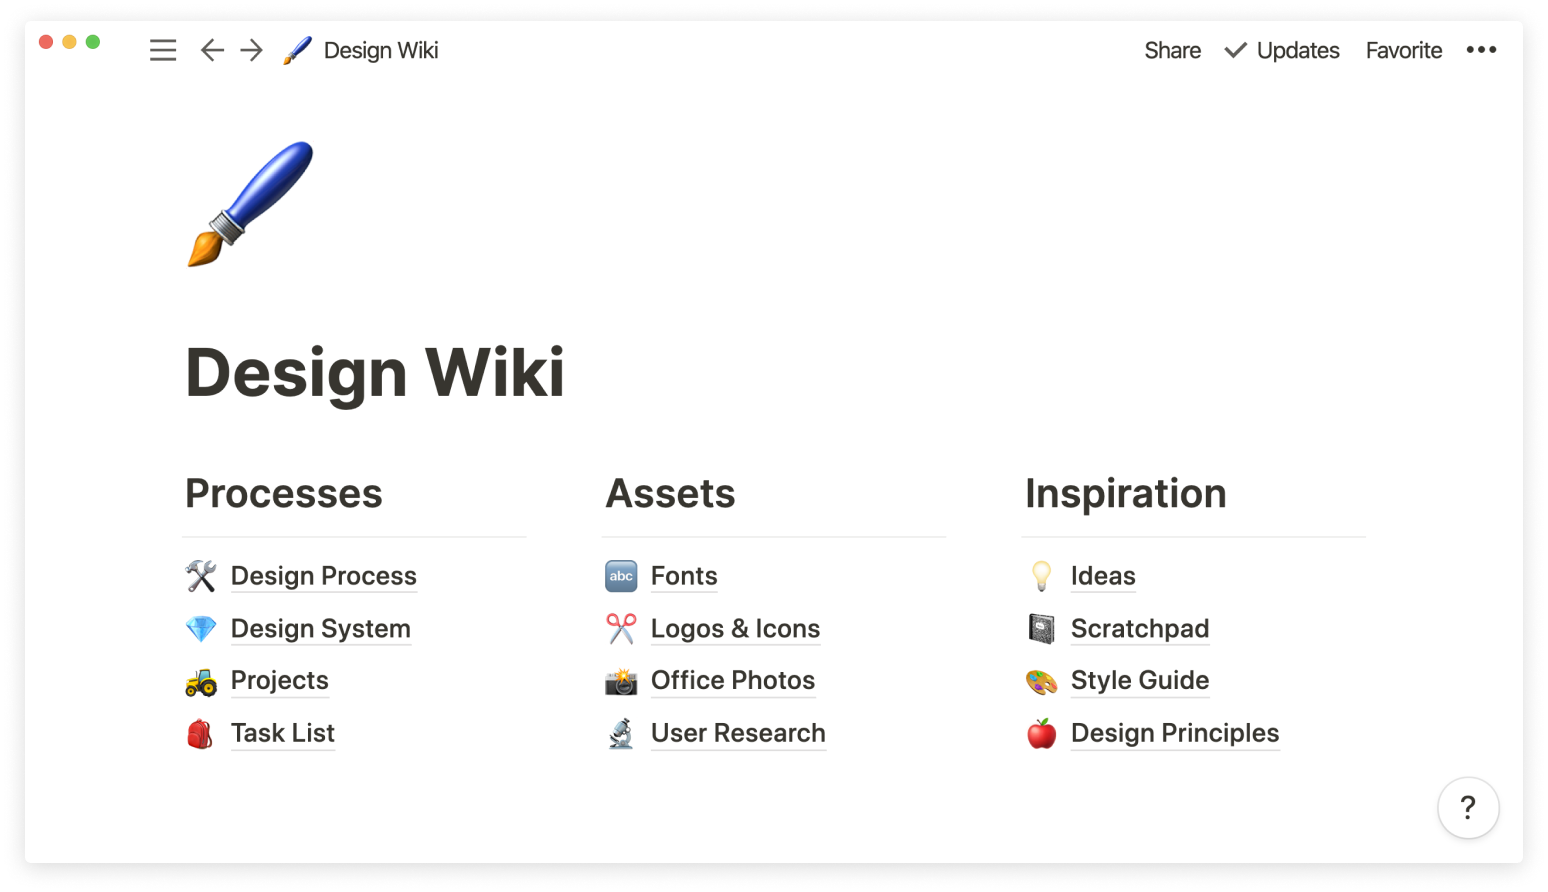 Design Wiki
Share ✓ Updates Favorite •••
Design Wiki
Processes
Design Process
Design System
Projects
Task List
Assets
abc Fonts
Logos & Icons
Office Photos
User Research
Inspiration
Ideas
Scratchpad
Style Guide
Design Principles
?